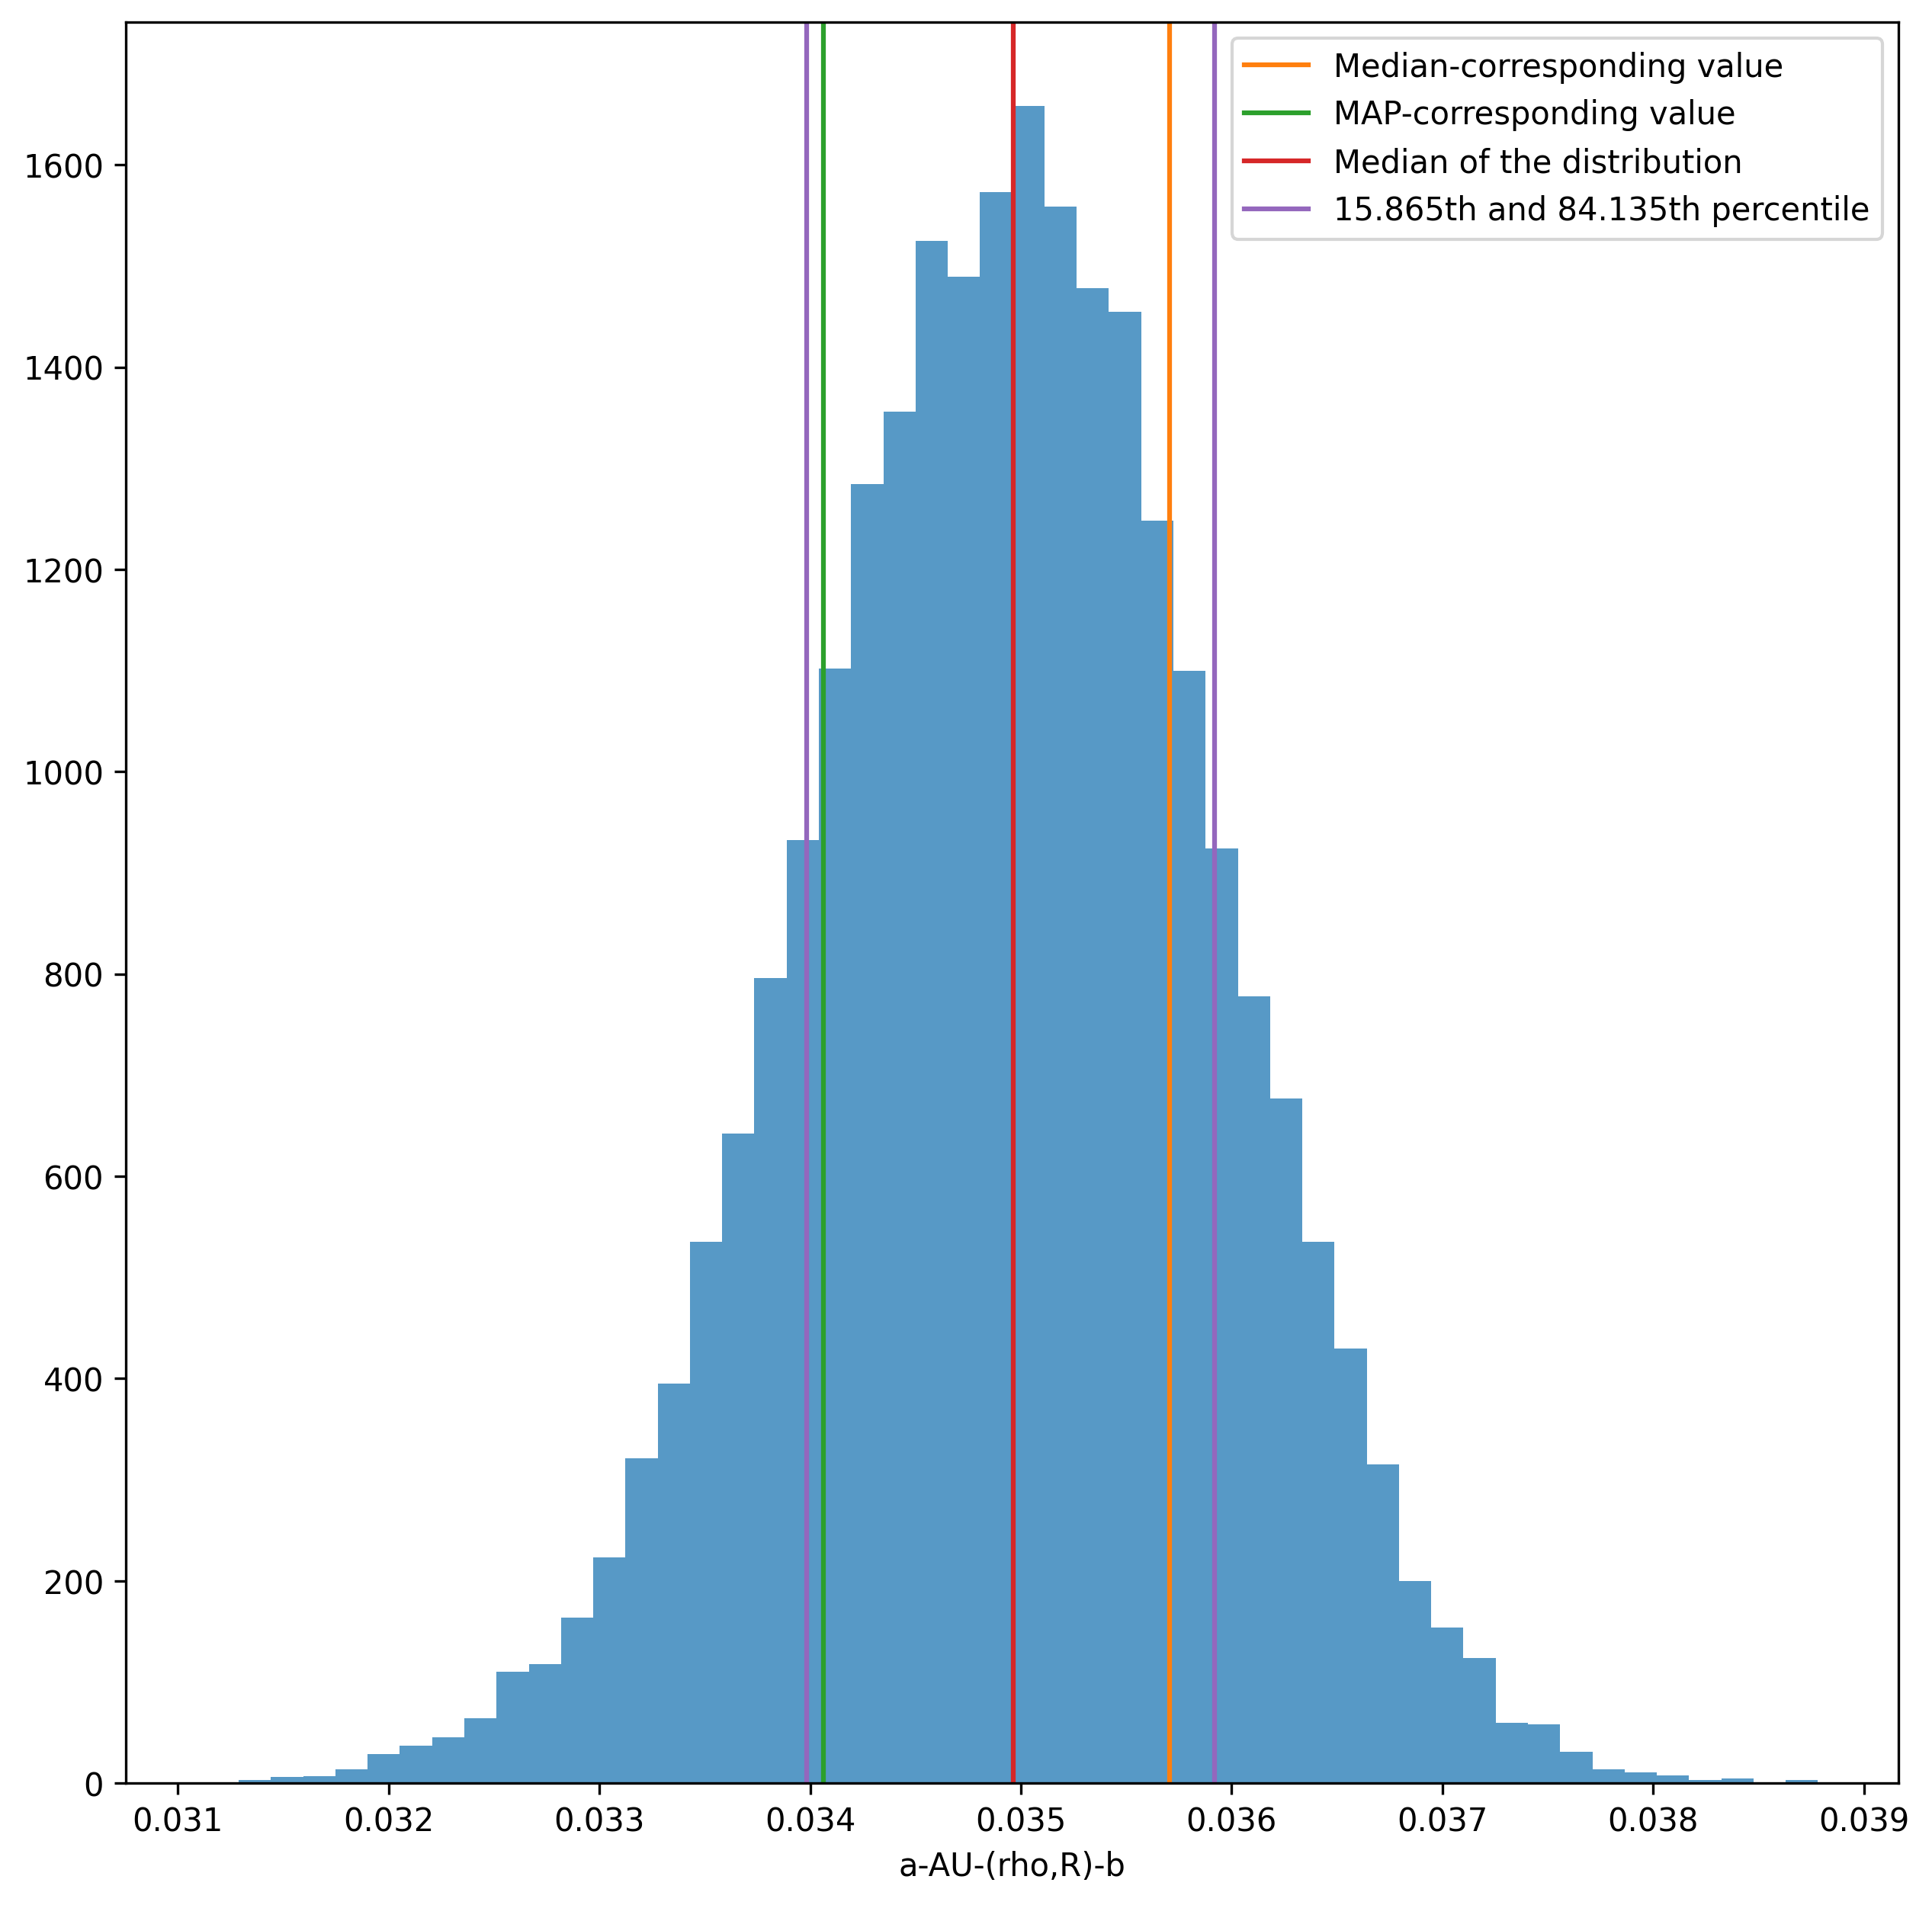 Median-corresponding value
MAP-corresponding value
Median of the distribution
15.865th and 84.135th percentile
1600
1400
1200
1000
800
600
400
200
0
0.031 0.032 0.033 0.034 0.035 0.036 0.037 0.038 0.039
a-AU-(rho,R)-b